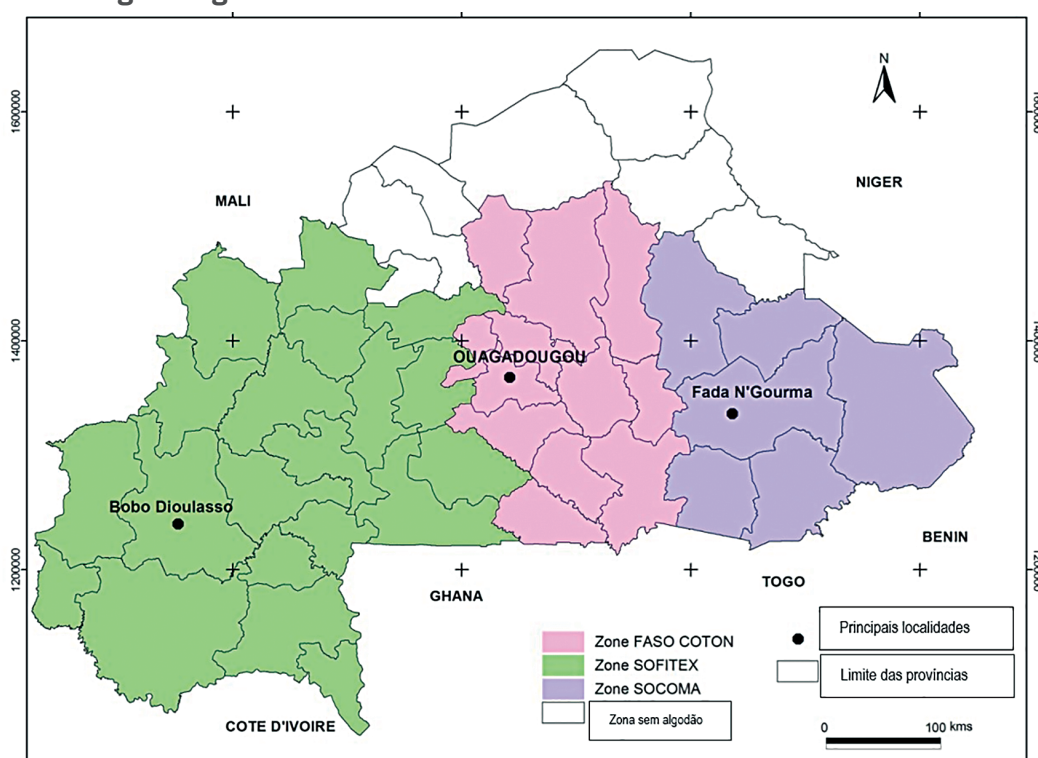 N
1600000
MALI
NIGER
1400000
OUAGADOUGOU
Fada N'Gourma
Bobo Dioulasso
BENIN
1200000
GHANA
TOGO
Zone FASO COTON
Zone SOFITEX
Zone SOCOMA
Zona sem algodão
Principais localidades
Limite das províncias
COTE D'IVOIRE
0 100 kms